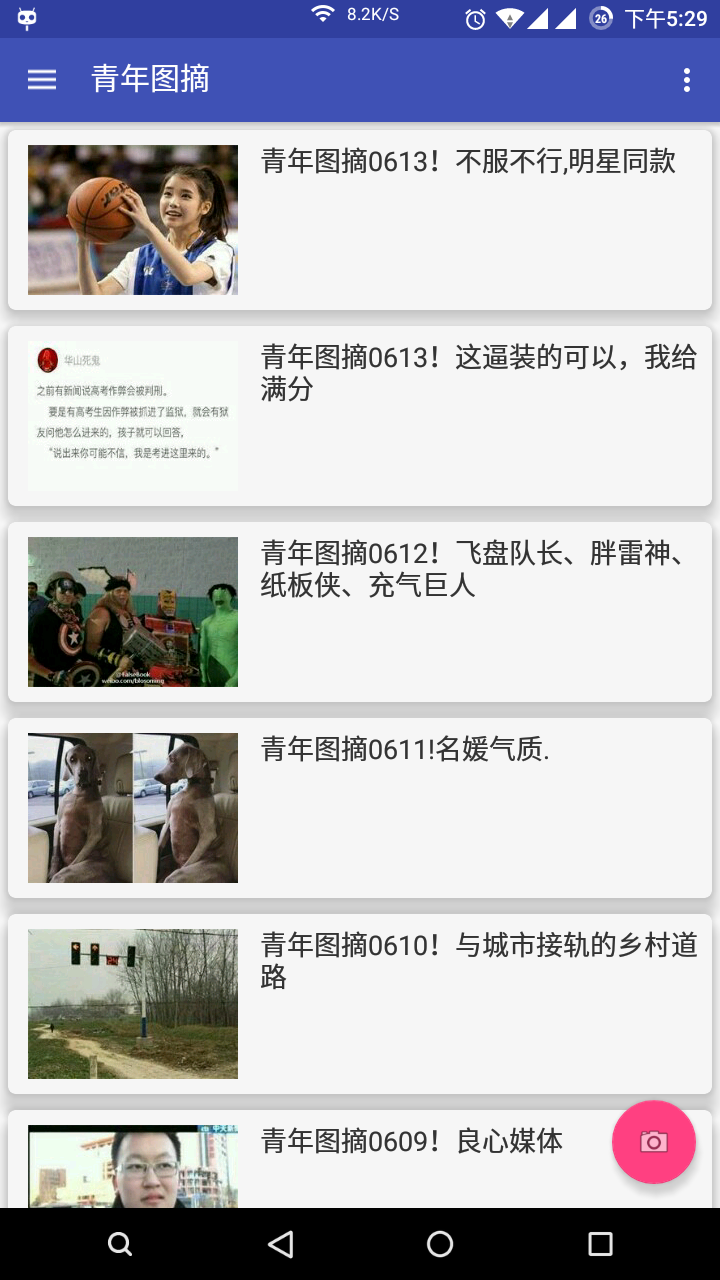 8.2K/S
26
下午5:29
青年图摘
青年图摘0613！不服不行,明星同款
青年图摘0613！这逼装的可以，我给
满分
华山死鬼
之前有新闻说高考作弊会被判刑。
要是有高考生因作弊被抓进了监狱，就会有狱
友问他怎么进来的，孩子就可以回答，
“说出来你可能不信，我是考进这里来的。”
青年图摘0612！飞盘队长、胖雷神、
纸板侠、充气巨人
@FalseBook
weibo.com/blosoming
青年图摘0611!名媛气质.
青年图摘0610！与城市接轨的乡村道
路
青年图摘0609！良心媒体